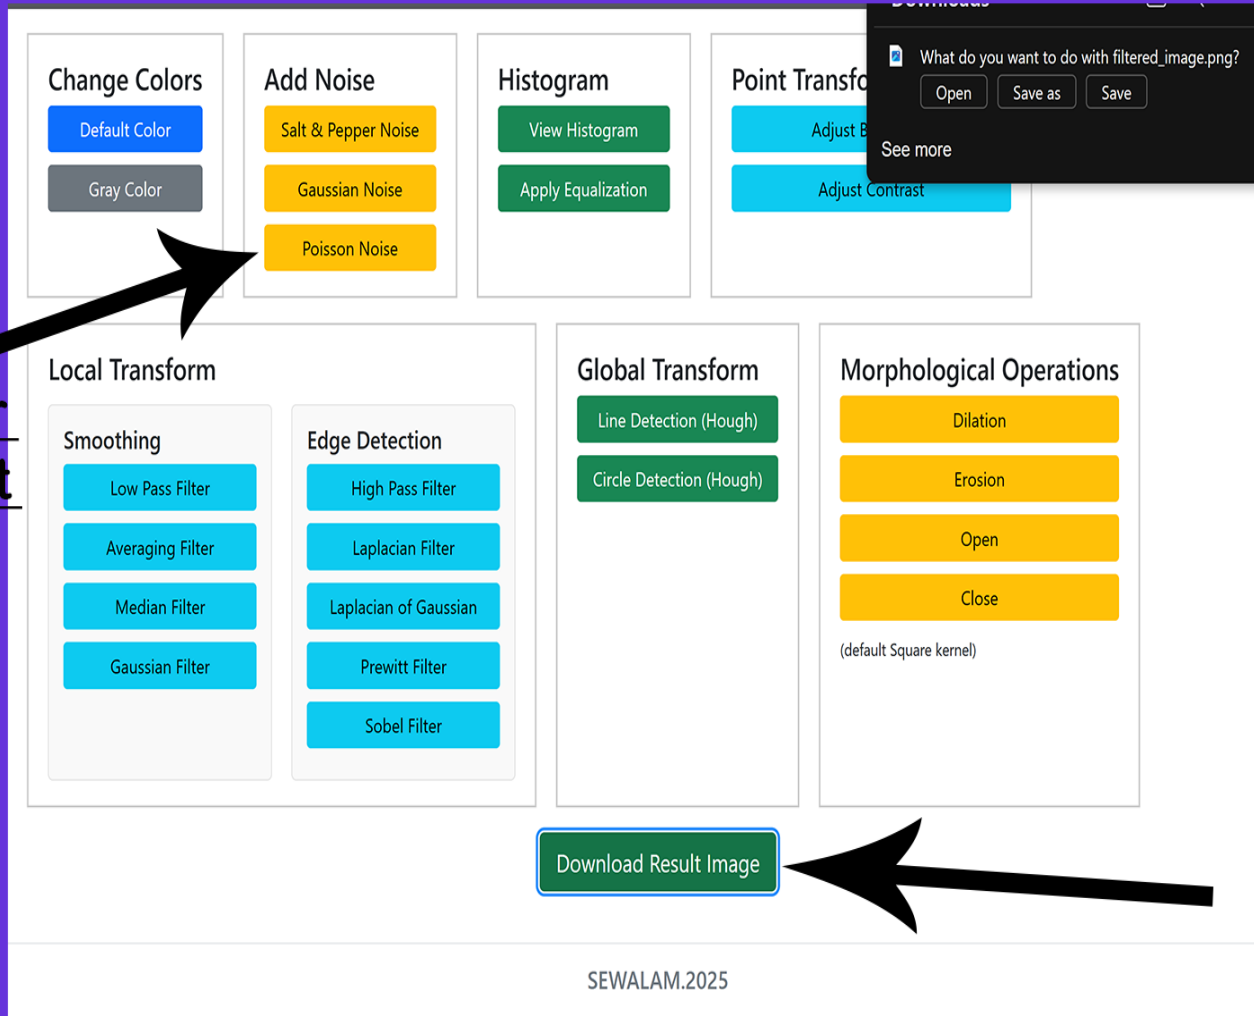 Downloads
What do you want to do with filtered_image.png?
Open
Save as
Save
See more
Change Colors
Default Color
Gray Color
Add Noise
Salt & Pepper Noise
Gaussian Noise
Poisson Noise
Histogram
View Histogram
Apply Equalization
Point Transfo
Adjust B
Adjust Contrast
Local Transform
Smoothing
Low Pass Filter
Averaging Filter
Median Filter
Gaussian Filter
Edge Detection
High Pass Filter
Laplacian Filter
Laplacian of Gaussian
Prewitt Filter
Sobel Filter
Global Transform
Line Detection (Hough)
Circle Detection (Hough)
Morphological Operations
Dilation
Erosion
Open
Close
(default Square kernel)
Download Result Image
SEWALAM.2025